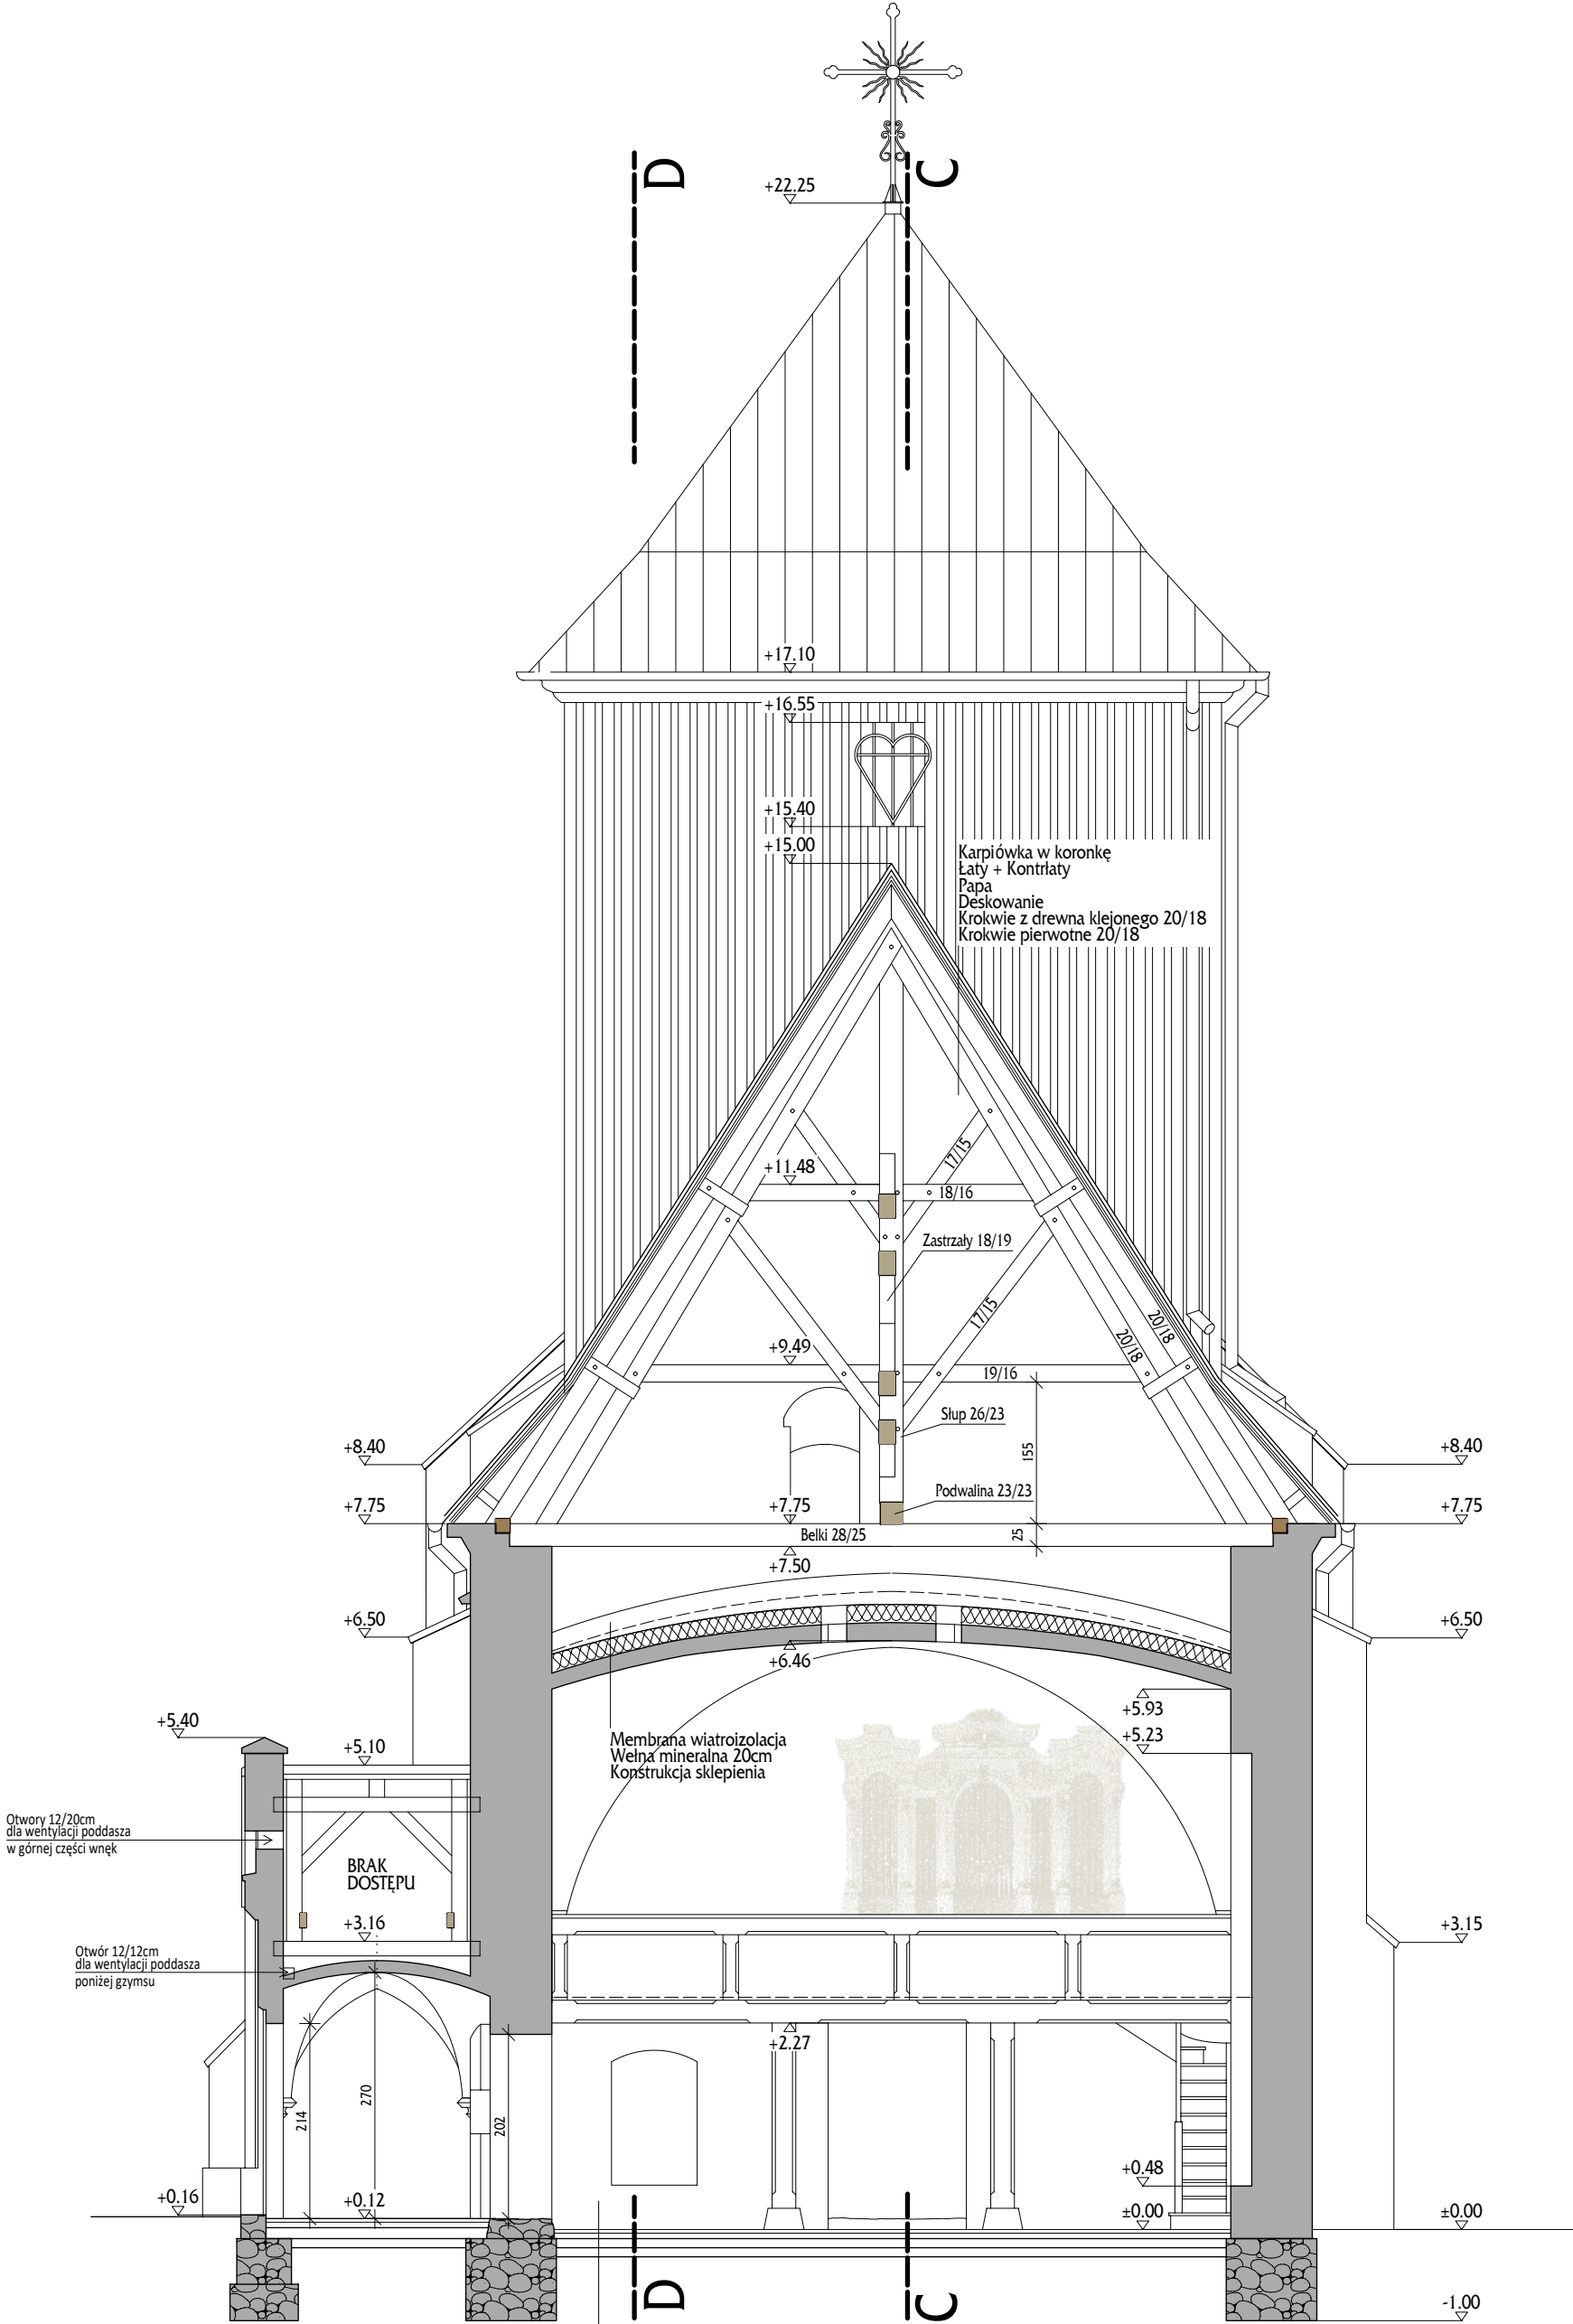 D
C
+22.25
+17.10
+16.55
+15.40
+15.00
Karpiówka w koronkę
Łaty + Kontrłaty
Papa
Deskowanie
Krokwie z drewna klejonego 20/18
Krokwie pierwotne 20/18
17/15
+11.48
18/16
Zastrzały 18/19
17/15
20/18
20/18
+9.49
19/16
Słup 26/23
155
+8.40
+8.40
Podwalina 23/23
+7.75
+7.75
+7.75
Belki 28/25
25
+7.50
+6.50
+6.50
+6.46
+5.93
+5.23
Membrana wiatroizolacja
Wełna mineralna 20cm
Konstrukcja sklepienia
+5.40
+5.10
Otwory 12/20cm
dla wentylacji poddasza
w górnej części wnęk
BRAK
DOSTĘPU
+3.16
+3.15
Otwór 12/12cm
dla wentylacji poddasza
poniżej gzymsu
+2.27
214
270
202
+0.48
+0.16
+0.12
±0.00
±0.00
D
C
-1.00